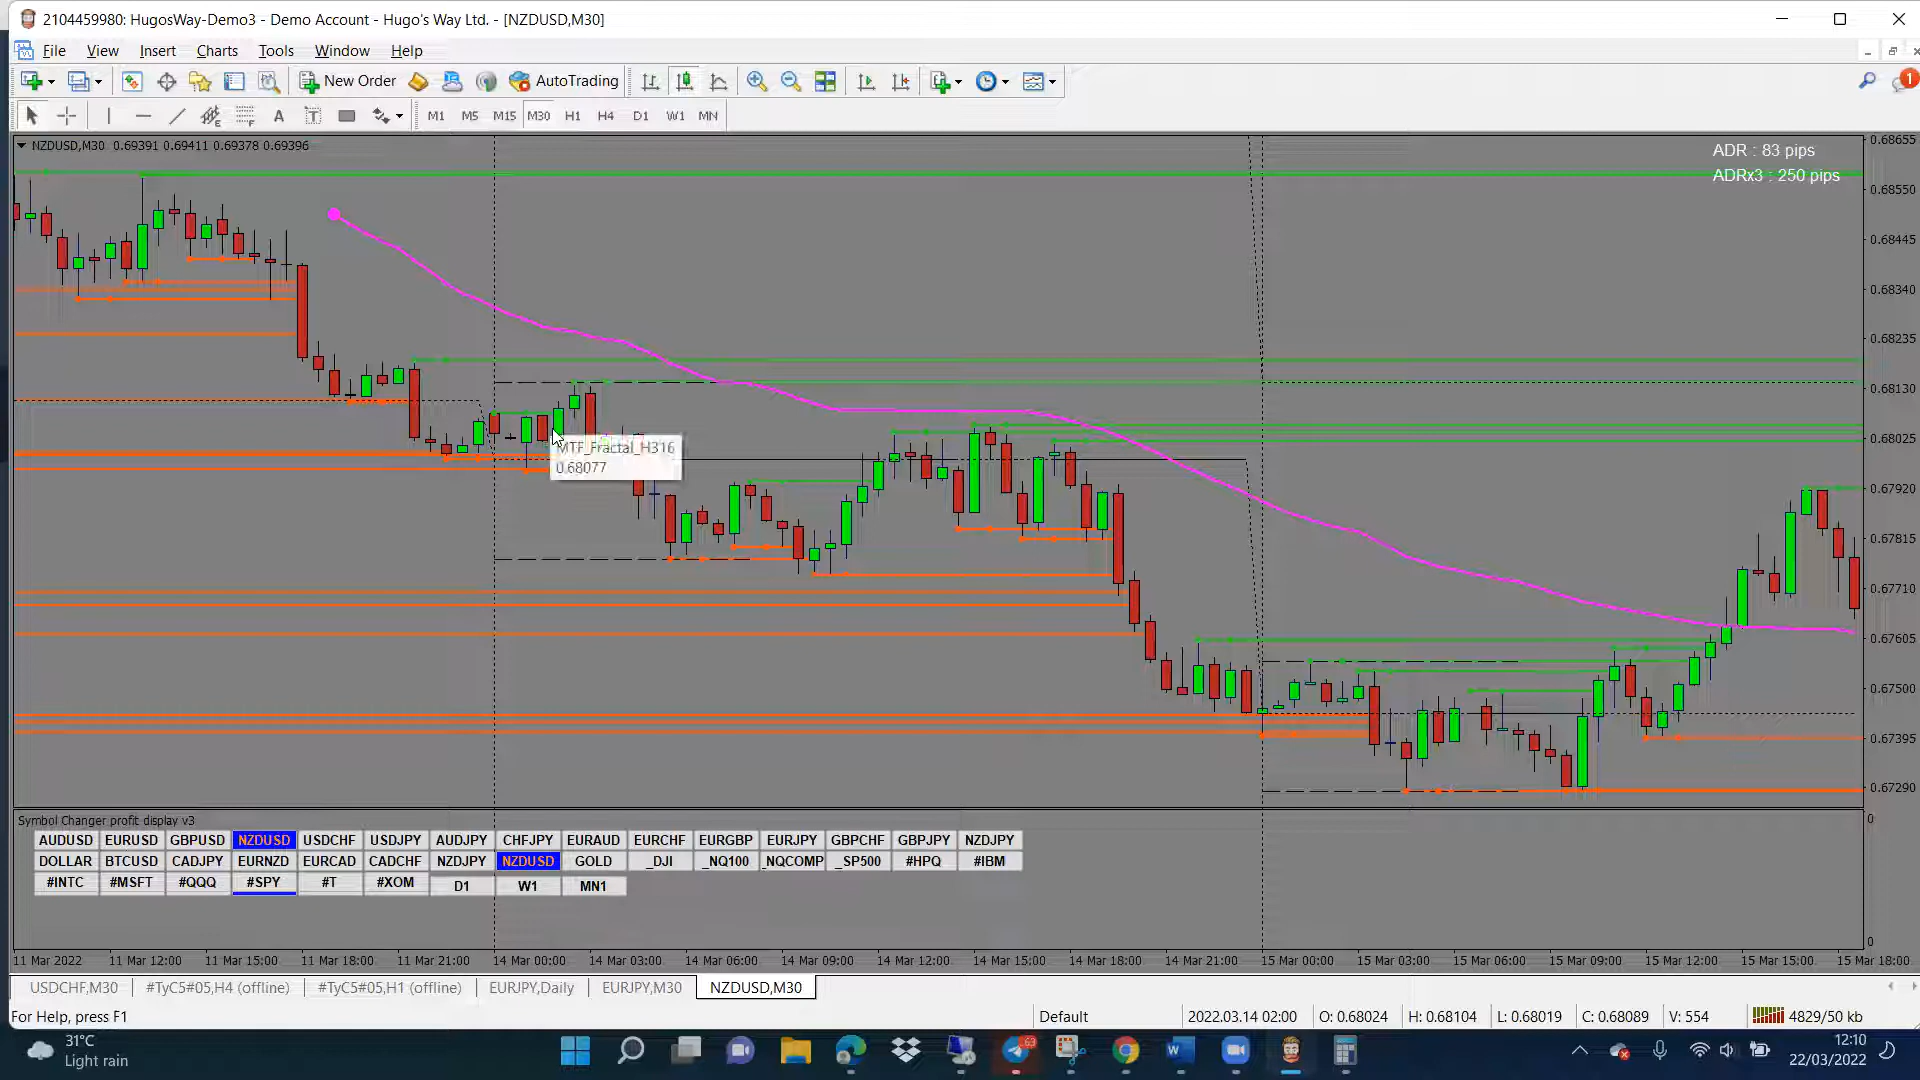 2104459980: HugosWay-Demo3 - Demo Account - Hugo's Way Ltd. - [NZDUSD,M30]
File View Insert Charts Tools Window Help
New Order AutoTrading 1
A T M1 M5 M15 M30 H1 H4 D1 W1 MN
NZDUSD,M30 0.69391 0.69411 0.69378 0.69396
ADR : 83 pips
ADRx3 : 250 pips
0.68655
0.68550
0.68445
0.68340
0.68235
0.68130
0.68025
0.67920
0.67815
0.67710
0.67605
0.67500
0.67395
0.67290
MTF_Fractal_H316
0.68077
Symbol Changer profit display v3
0
AUDUSD EURUSD GBPUSD NZDUSD USDCHF USDJPY AUDJPY CHFJPY EURAUD EURCHF EURGBP EURJPY GBPCHF GBPJPY NZDJPY
DOLLAR BTCUSD CADJPY EURNZD EURCAD CADCHF NZDJPY NZDUSD GOLD _DJI _NQ100 _NQCOMP _SP500 #HPQ #IBM
#INTC #MSFT #QQQ #SPY #T #XOM D1 W1 MN1
0
11 Mar 2022 11 Mar 12:00 11 Mar 15:00 11 Mar 18:00 11 Mar 21:00 14 Mar 00:00 14 Mar 03:00 14 Mar 06:00 14 Mar 09:00 14 Mar 12:00 14 Mar 15:00 14 Mar 18:00 14 Mar 21:00 15 Mar 00:00 15 Mar 03:00 15 Mar 06:00 15 Mar 09:00 15 Mar 12:00 15 Mar 15:00 15 Mar 18:00
USDCHF,M30 #TyC5#05,H4 (offline) #TyC5#05,H1 (offline) EURJPY,Daily EURJPY,M30 NZDUSD,M30
For Help, press F1 Default 2022.03.14 02:00 O: 0.68024 H: 0.68104 L: 0.68019 C: 0.68089 V: 554 4829/50 kb
31°C
Light rain
63
12:10
22/03/2022